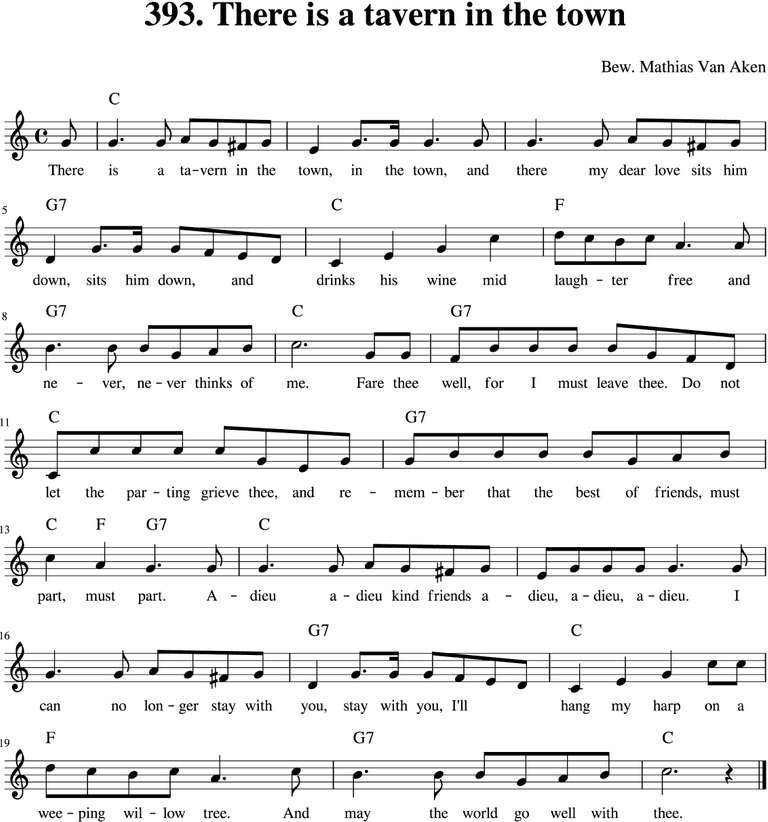 393. There is a tavern in the town
Bew. Mathias Van Aken
C
There is a ta-vern in the town, in the town, and there my dear love sits him
5 G7 C F
down, sits him down, and drinks his wine mid laugh-ter free and
8 G7 C G7
ne-ver, ne-ver thinks of me. Fare thee well, for I must leave thee. Do not
11 C G7
let the par-ting grieve thee, and re-mem-ber that the best of friends, must
13 C F G7 C
part, must part. A-dieu a-dieu kind friends a-dieu, a-dieu, a-dieu. I
16 G7 C
can no lon-ger stay with you, stay with you, I'll hang my harp on a
19 F G7 C
wee-ping wil-low tree. And may the world go well with thee.